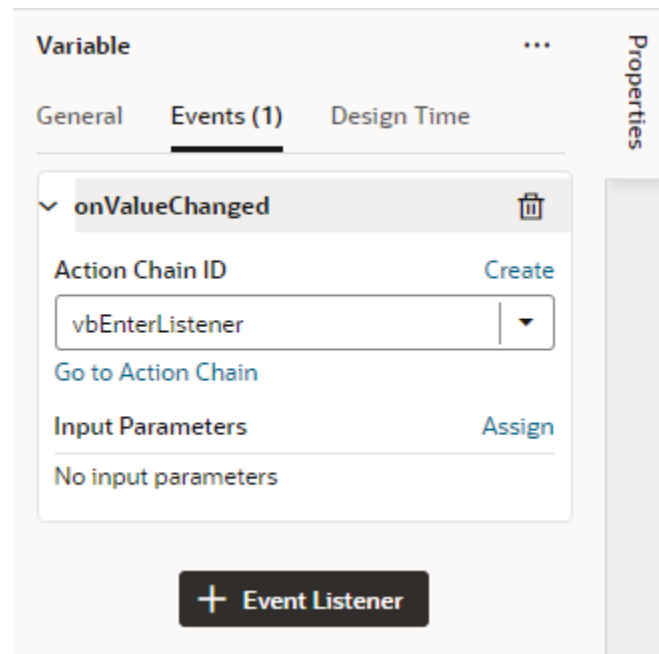 Variable
General Events (1) Design Time
onValueChanged
Action Chain ID Create
vbEnterListener
Go to Action Chain
Input Parameters Assign
No input parameters
+ Event Listener
Properties